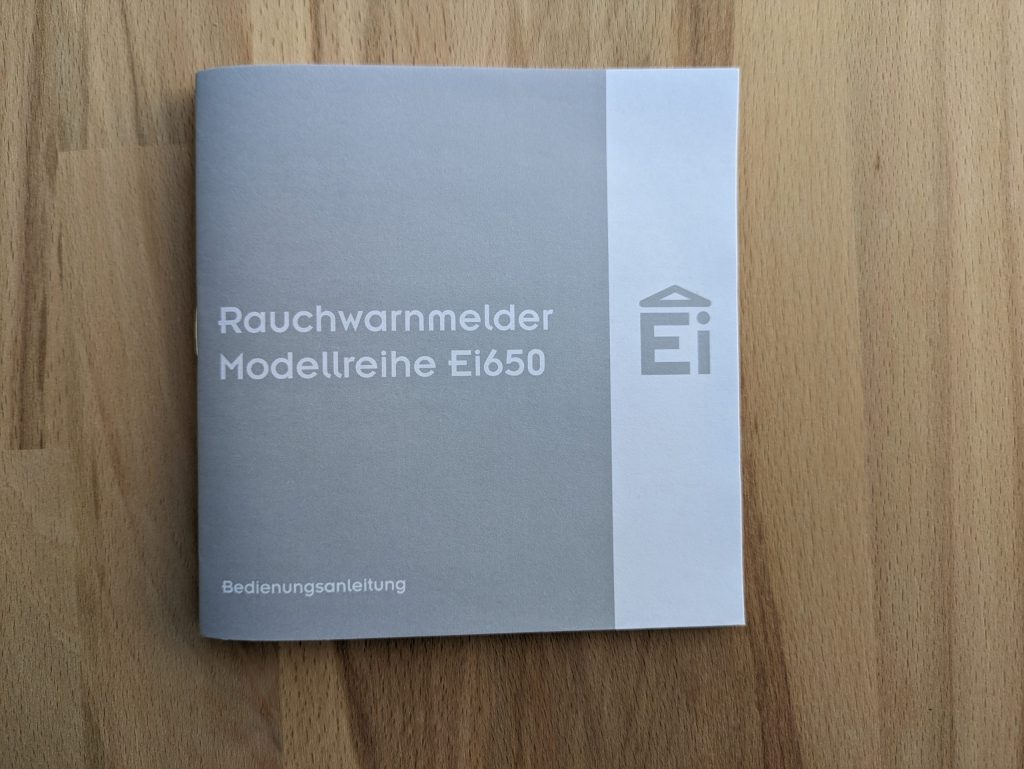 Rauchwarnmelder
Modellreihe Ei650
Ei
Bedienungsanleitung